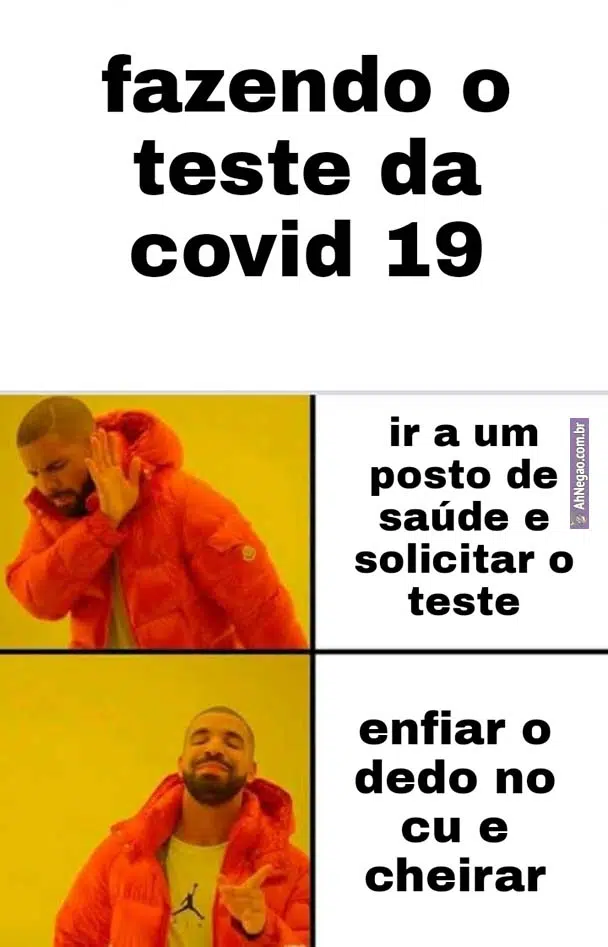 fazendo o
teste da
covid 19
ir a um
posto de
saúde e
solicitar o
teste
AhNegao.com.br
enfiar o
dedo no
cu e
cheirar